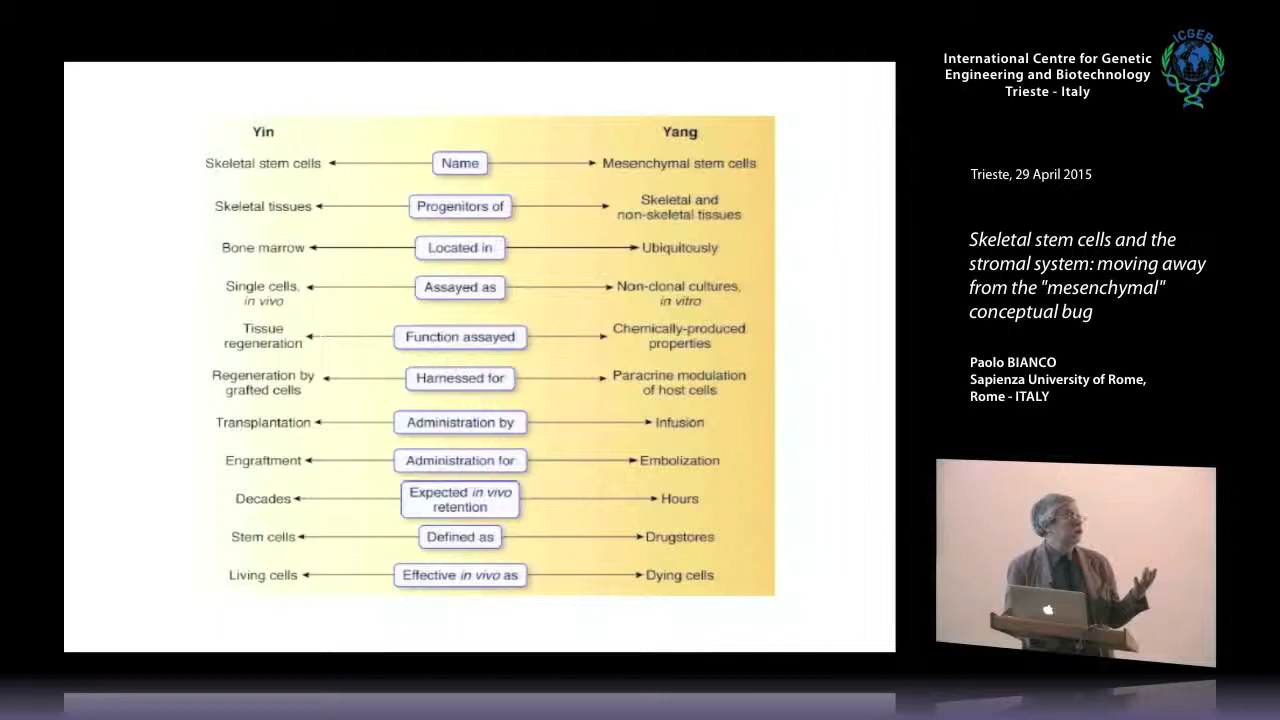 Yin Yang
Skeletal stem cells Name Mesenchymal stem cells
Skeletal tissues Progenitors of Skeletal and
non-skeletal tissues
Bone marrow Located in Ubiquitously
Single cells, Assayed as Non-clonal cultures,
in vivo in vitro
Tissue Function assayed Chemically-produced
regeneration properties
Regeneration by Harnessed for Paracrine modulation
grafted cells of host cells
Transplantation Administration by Infusion
Engraftment Administration for Embolization
Decades Expected in vivo Hours
retention
Stem cells Defined as Drugstores
Living cells Effective in vivo as Dying cells
ICGEB
International Centre for Genetic
Engineering and Biotechnology
Trieste - Italy
Trieste, 29 April 2015
Skeletal stem cells and the
stromal system: moving away
from the "mesenchymal"
conceptual bug
Paolo BIANCO
Sapienza University of Rome,
Rome - ITALY